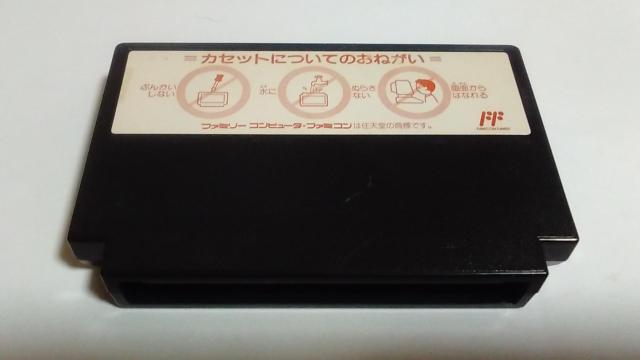 カセットについてのおねがい
ぶんかい
しない
水に
ぬらさ
ない
画面から
はなれる
ファミリー コンピュータ・ファミコンは任天堂の商標です。